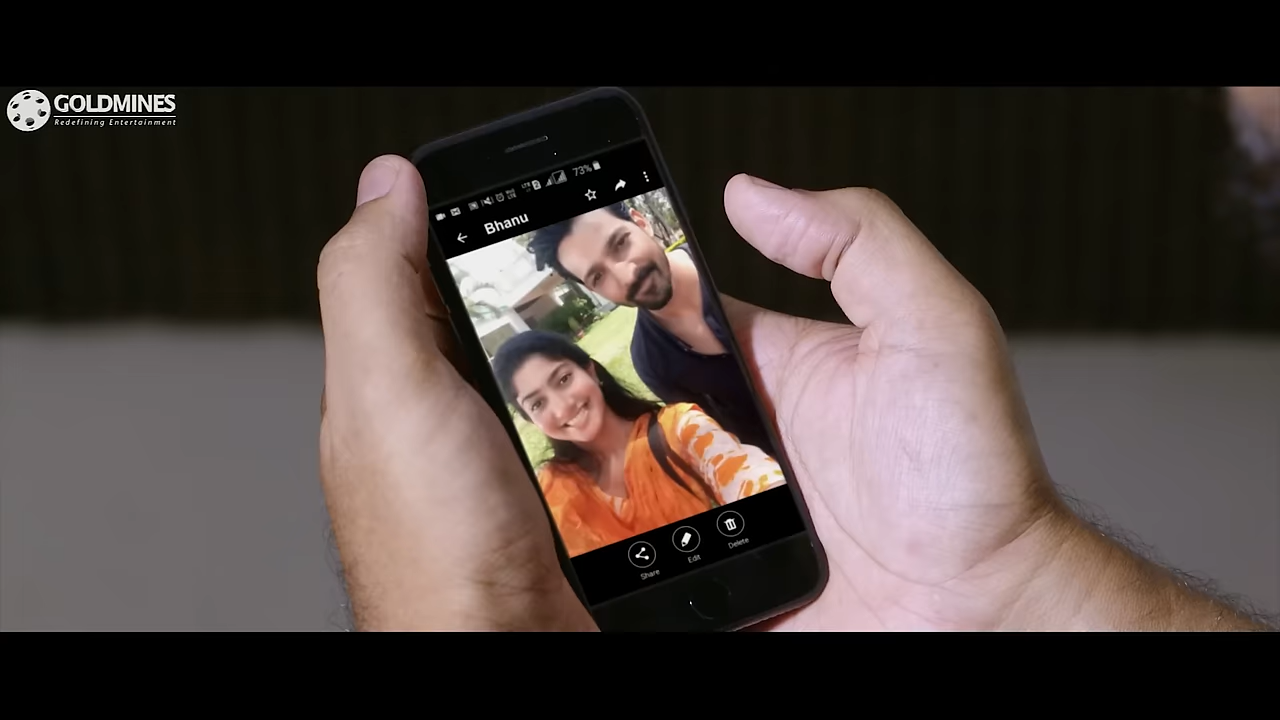 GOLDMINES
Redefining Entertainment
73%
Bhanu
Share
Edit
Delete